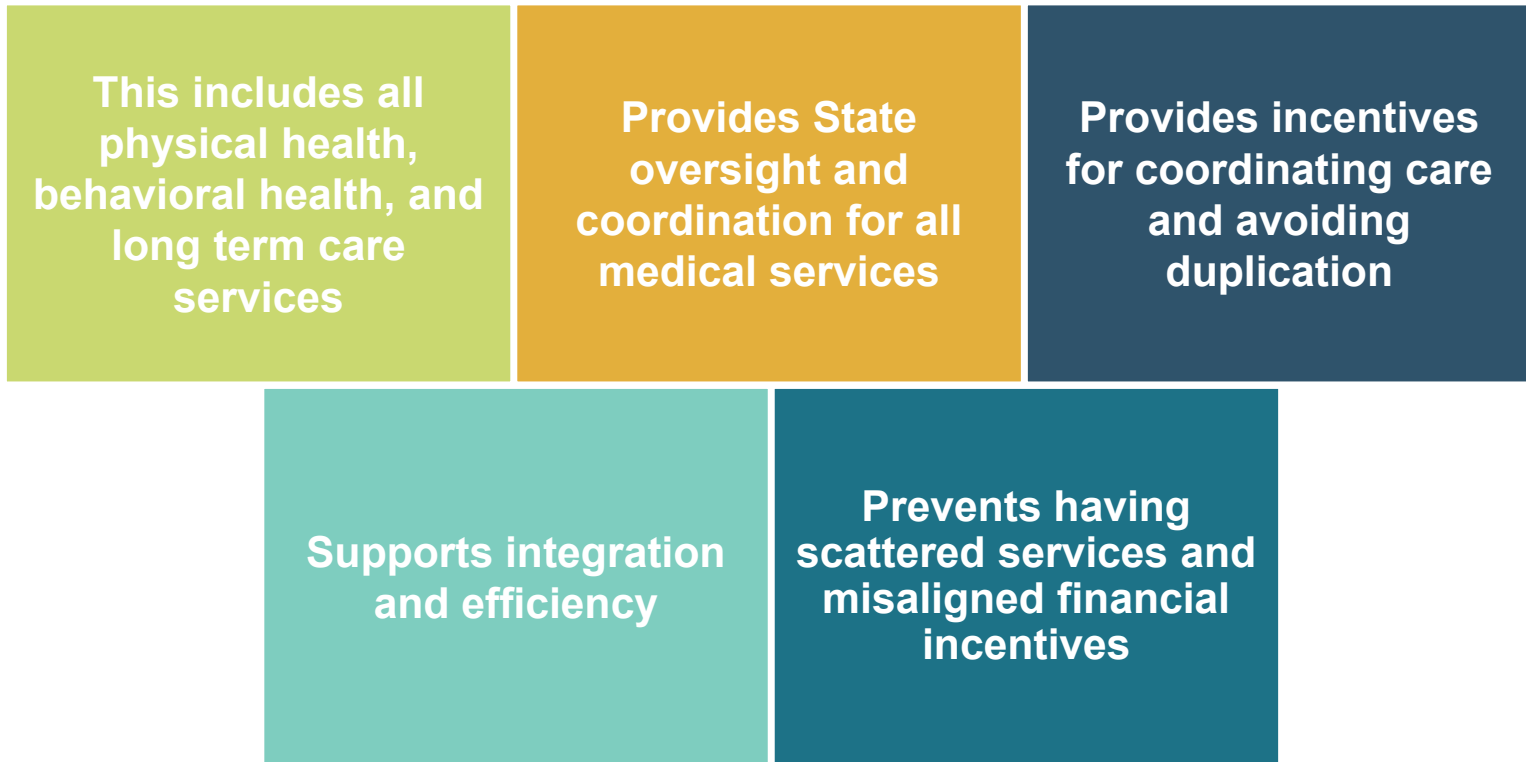 This includes all
physical health,
behavioral health, and
long term care
services
Provides State
oversight and
coordination for all
medical services
Provides incentives
for coordinating care
and avoiding
duplication
Supports integration
and efficiency
Prevents having
scattered services and
misaligned financial
incentives